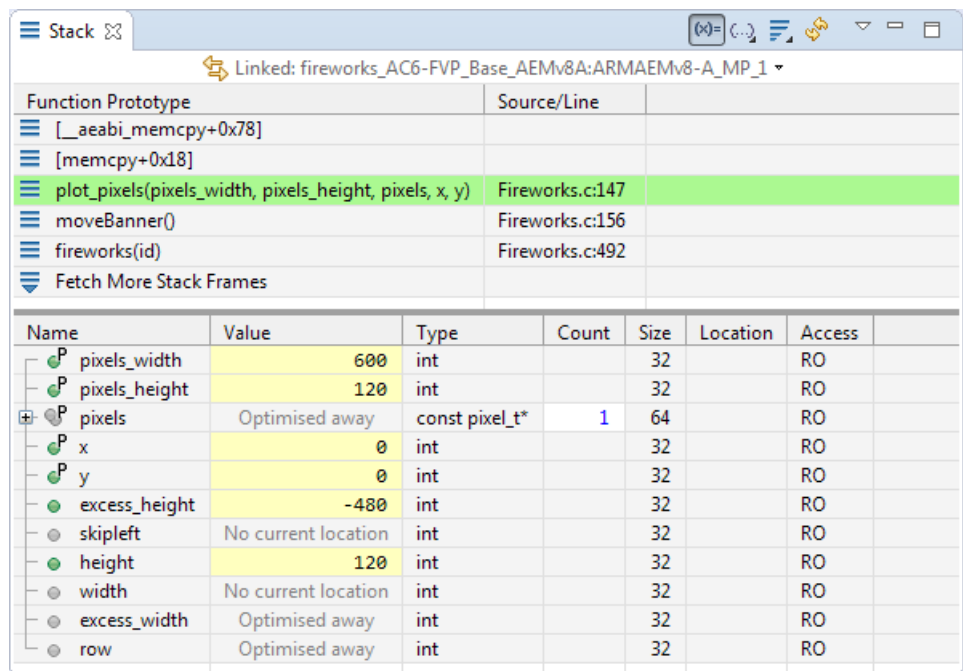 Stack
(x)= (...)
Linked: fireworks_AC6-FVP_Base_AEMv8A:ARMAEMv8-A_MP_1
Function Prototype Source/Line
[__aeabi_memcpy+0x78]
[memcpy+0x18]
plot_pixels(pixels_width, pixels_height, pixels, x, y) Fireworks.c:147
moveBanner() Fireworks.c:156
fireworks(id) Fireworks.c:492
Fetch More Stack Frames
Name Value Type Count Size Location Access
P pixels_width 600 int 32 RO
P pixels_height 120 int 32 RO
P pixels Optimised away const pixel_t* 1 64 RO
P x 0 int 32 RO
P y 0 int 32 RO
excess_height -480 int 32 RO
skipleft No current location int 32 RO
height 120 int 32 RO
width No current location int 32 RO
excess_width Optimised away int 32 RO
row Optimised away int 32 RO